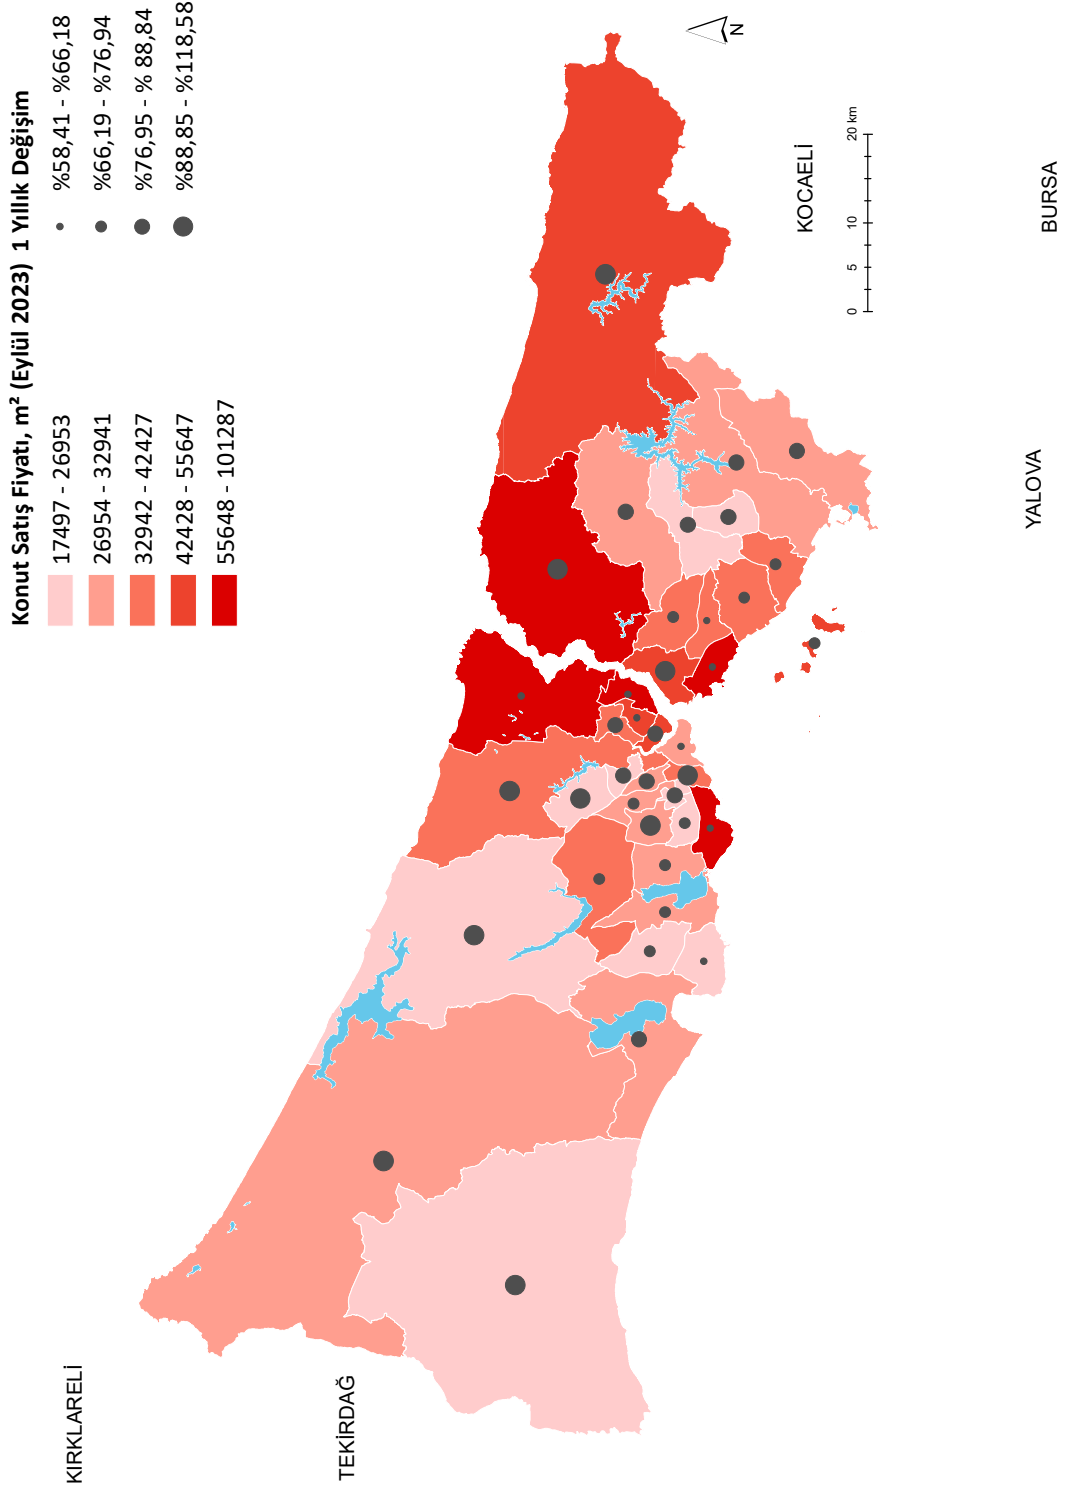 Konut Satış Fiyatı, m² (Eylül 2023)
17497 - 26953
26954 - 32941
32942 - 42427
42428 - 55647
55648 - 101287
1 Yıllık Değişim
%58,41 - %66,18
%66,19 - %76,94
%76,95 - % 88,84
%88,85 - %118,58
KIRKLARELİ
TEKİRDAĞ
KOCAELİ
YALOVA
BURSA
0 5 10 20 km
N